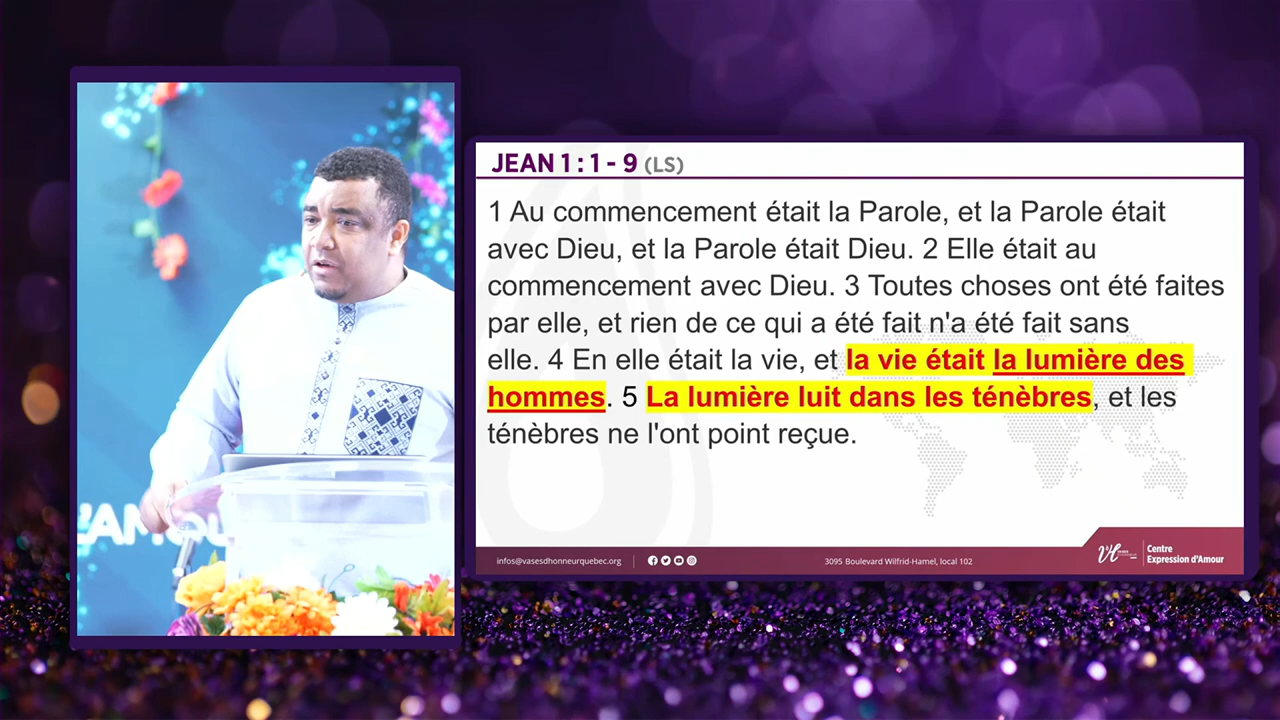 JEAN 1 : 1 - 9 (LS)
1 Au commencement était la Parole, et la Parole était
avec Dieu, et la Parole était Dieu. 2 Elle était au
commencement avec Dieu. 3 Toutes choses ont été faites
par elle, et rien de ce qui a été fait n'a été fait sans
elle. 4 En elle était la vie, et la vie était la lumière des
hommes. 5 La lumière luit dans les ténèbres, et les
ténèbres ne l'ont point reçue.
infos@vasesdhonneurquebec.org
3095 Boulevard Wilfrid-Hamel, local 102
Centre
Expression d'Amour